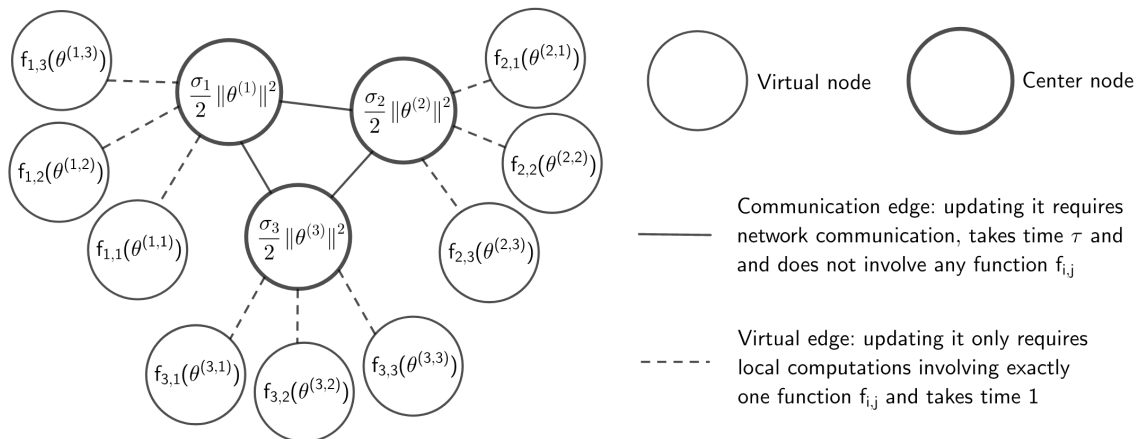 f1,3(θ(1,3))
f1,2(θ(1,2))
f1,1(θ(1,1))
σ1/2 ‖θ(1)‖2
σ2/2 ‖θ(2)‖2
σ3/2 ‖θ(3)‖2
f2,1(θ(2,1))
f2,2(θ(2,2))
f2,3(θ(2,3))
f3,1(θ(3,1))
f3,2(θ(3,2))
f3,3(θ(3,3))
Virtual node
Center node
Communication edge: updating it requires
network communication, takes time τ and
and does not involve any function fi,j
Virtual edge: updating it only requires
local computations involving exactly
one function fi,j and takes time 1